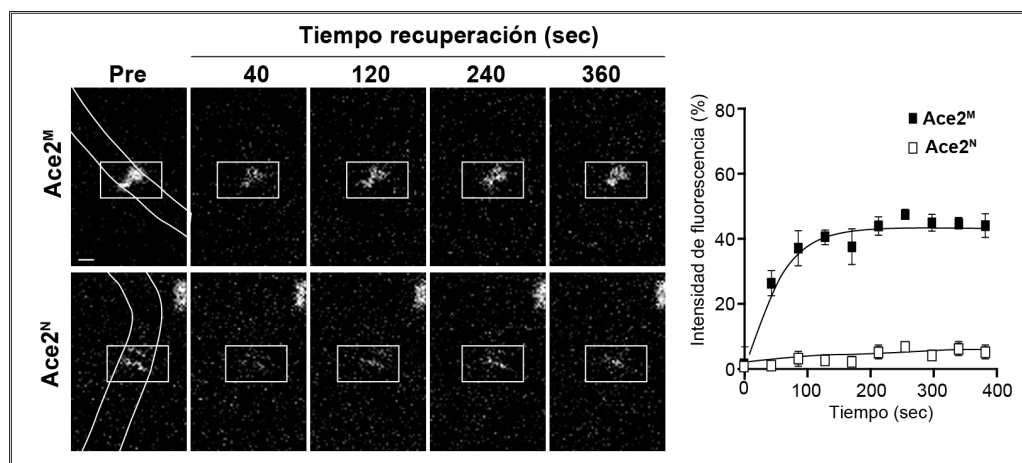 Tiempo recuperación (sec)
Pre 40 120 240 360
Ace2M
Ace2N
Intensidad de fluorescencia (%)
80
60
40
20
0
Ace2M
Ace2N
0 100 200 300 400
Tiempo (sec)